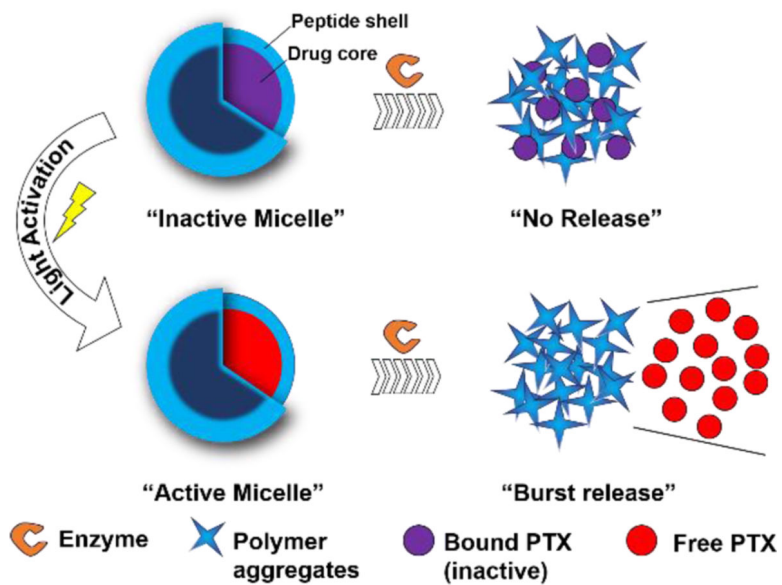 Peptide shell
Drug core
Light Activation
“Inactive Micelle”
“No Release”
“Active Micelle”
“Burst release”
Enzyme
Polymer
aggregates
Bound PTX
(inactive)
Free PTX